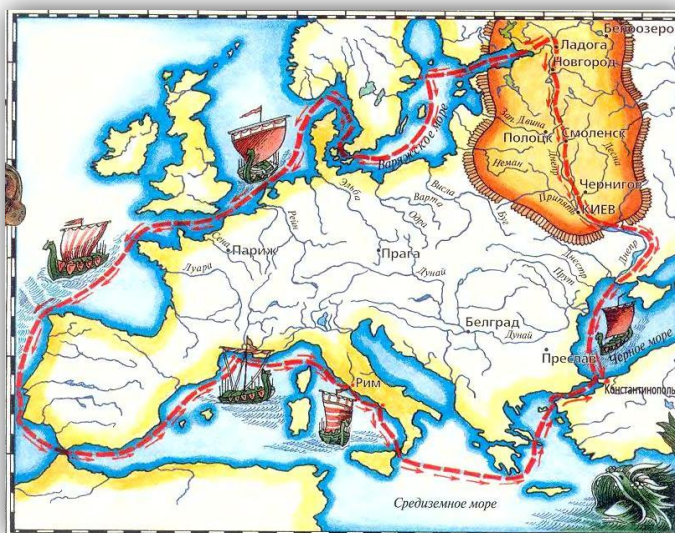 Белоозеро
Ладога
Новгород
Зап. Двина
Полоцк
Смоленск
Неман
Днепр
Десна
Чернигов
Припять
КИЕВ
Варяжское море
Эльба
Висла
Варта
Одра
Буг
Рейн
Сена
Париж
Прага
Луара
Дунай
Днестр
Прут
Днепр
Белград
Дунай
Преслав
Черное море
Рим
Константинополь
Средиземное море